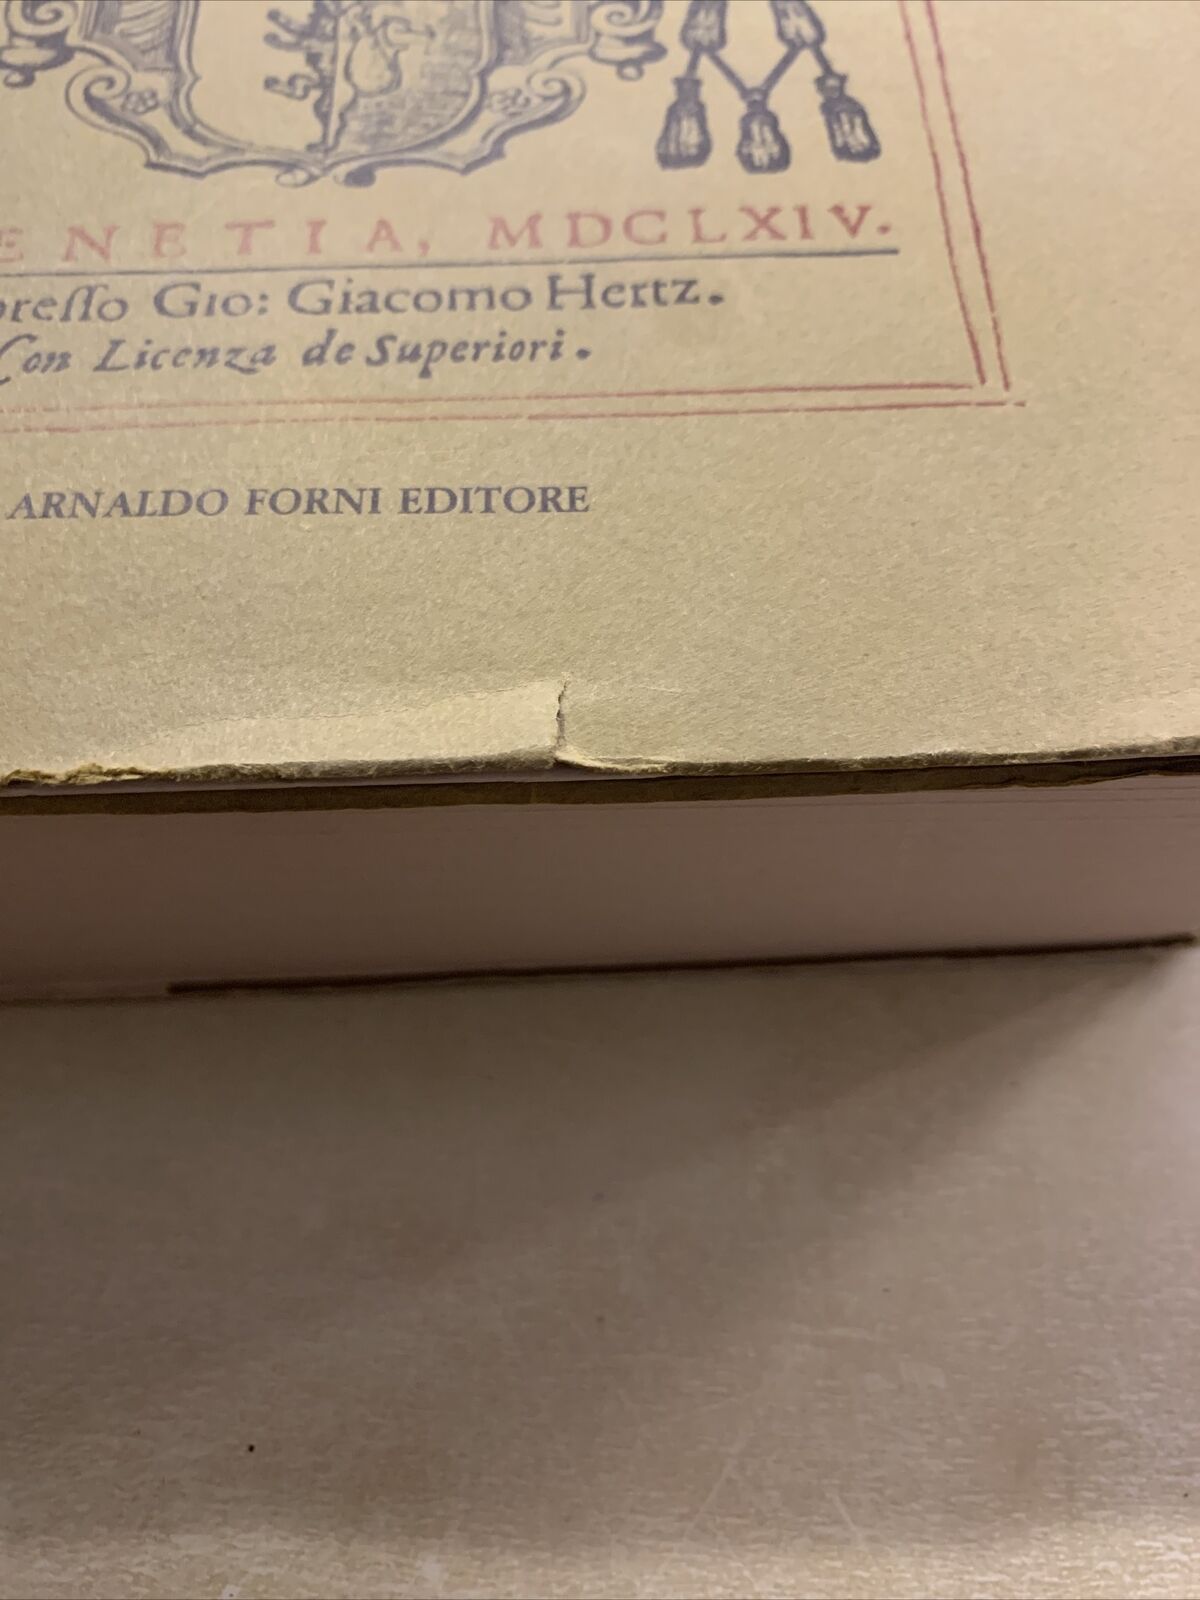 ENETIA, MDCLXIV.
presso Gio: Giacomo Hertz.
Con Licenza de Superiori.
ARNALDO FORNI EDITORE